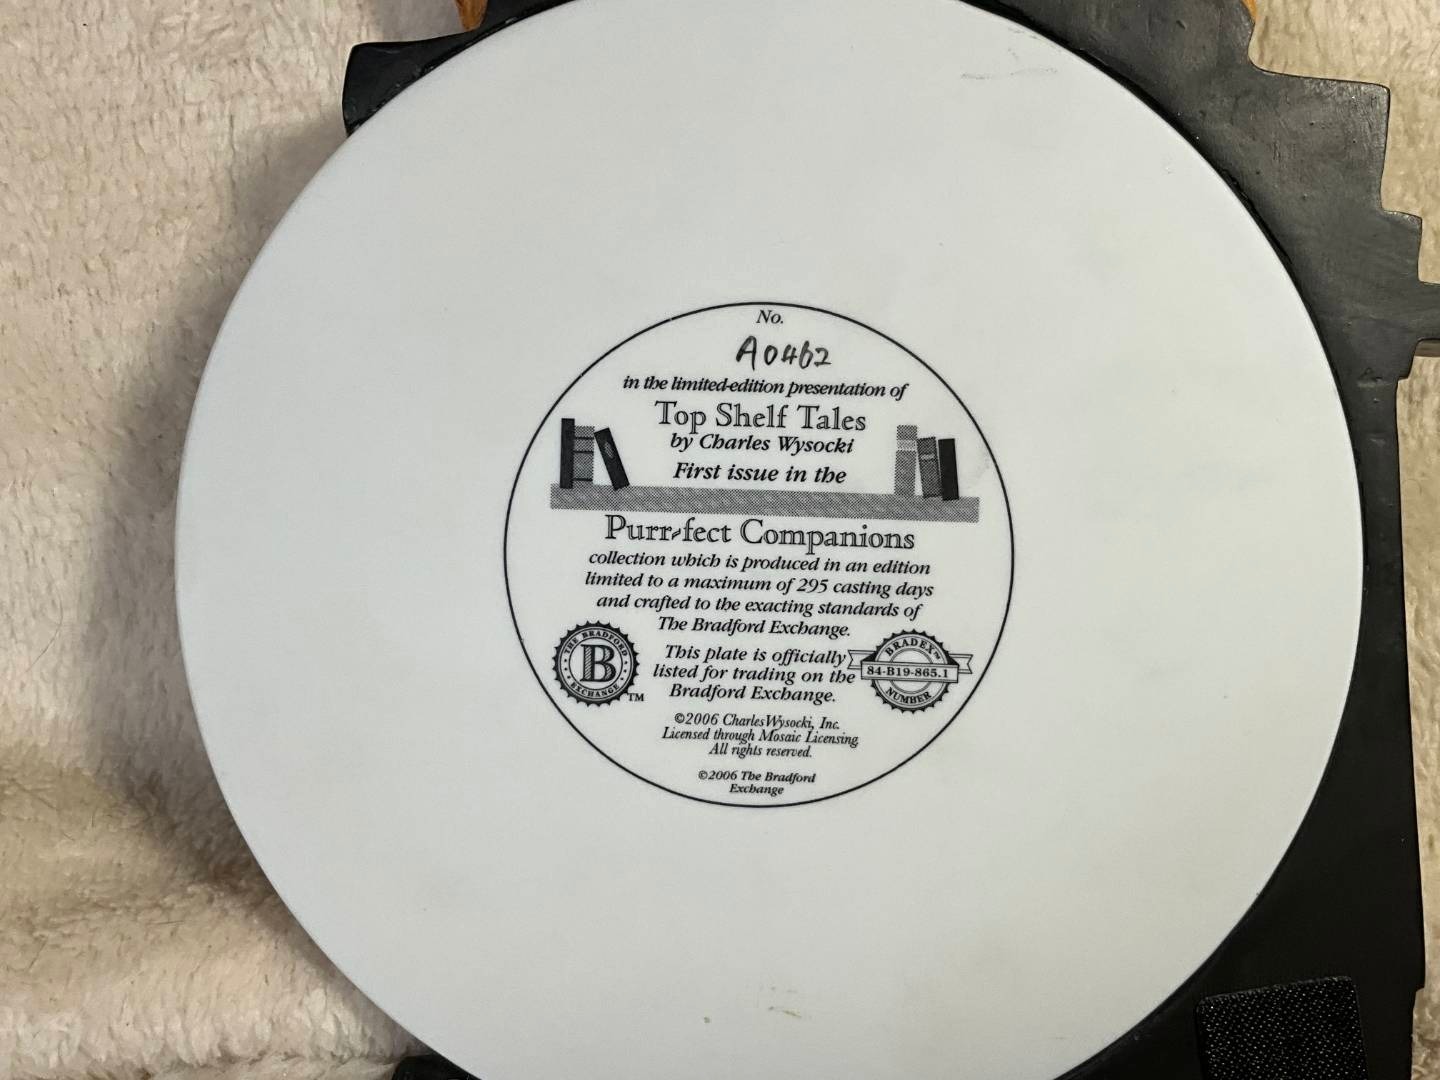 No.
A0462
in the limited-edition presentation of
Top Shelf Tales
by Charles Wysocki
First issue in the
Purr-fect Companions
collection which is produced in an edition
limited to a maximum of 295 casting days
and crafted to the exacting standards of
The Bradford Exchange.
This plate is officially
listed for trading on the
Bradford Exchange.
THE BRADFORD
B
EXCHANGE
TM
BRADEX™
84-B19-865.1
NUMBER
©2006 Charles Wysocki, Inc.
Licensed through Mosaic Licensing.
All rights reserved.
©2006 The Bradford
Exchange